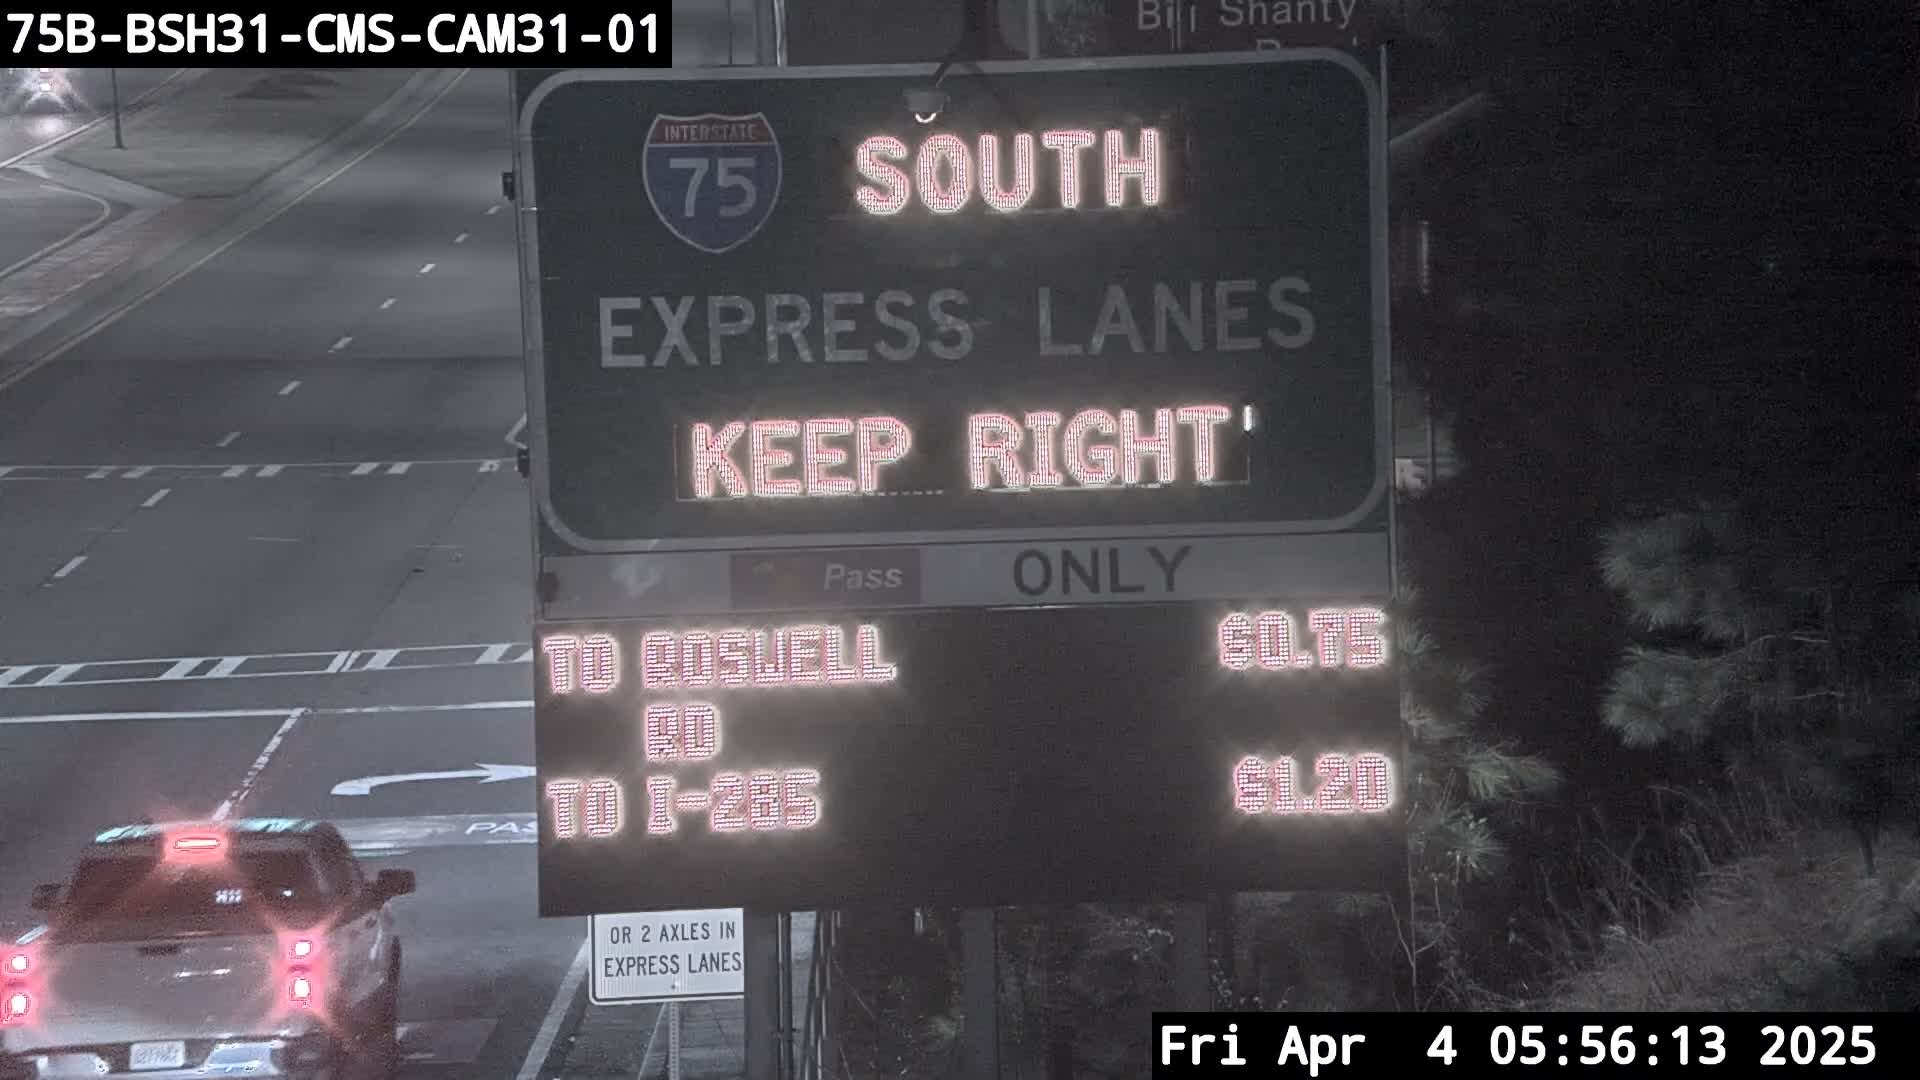 75B-BSH31-CMS-CAM31-01
Bill Shanty
INTERSTATE
75
SOUTH
EXPRESS LANES
KEEP RIGHT
Pass ONLY
TO ROSWELL $0.75
RD
TO I-285 $1.20
OR 2 AXLES IN
EXPRESS LANES
Fri Apr 4 05:56:13 2025